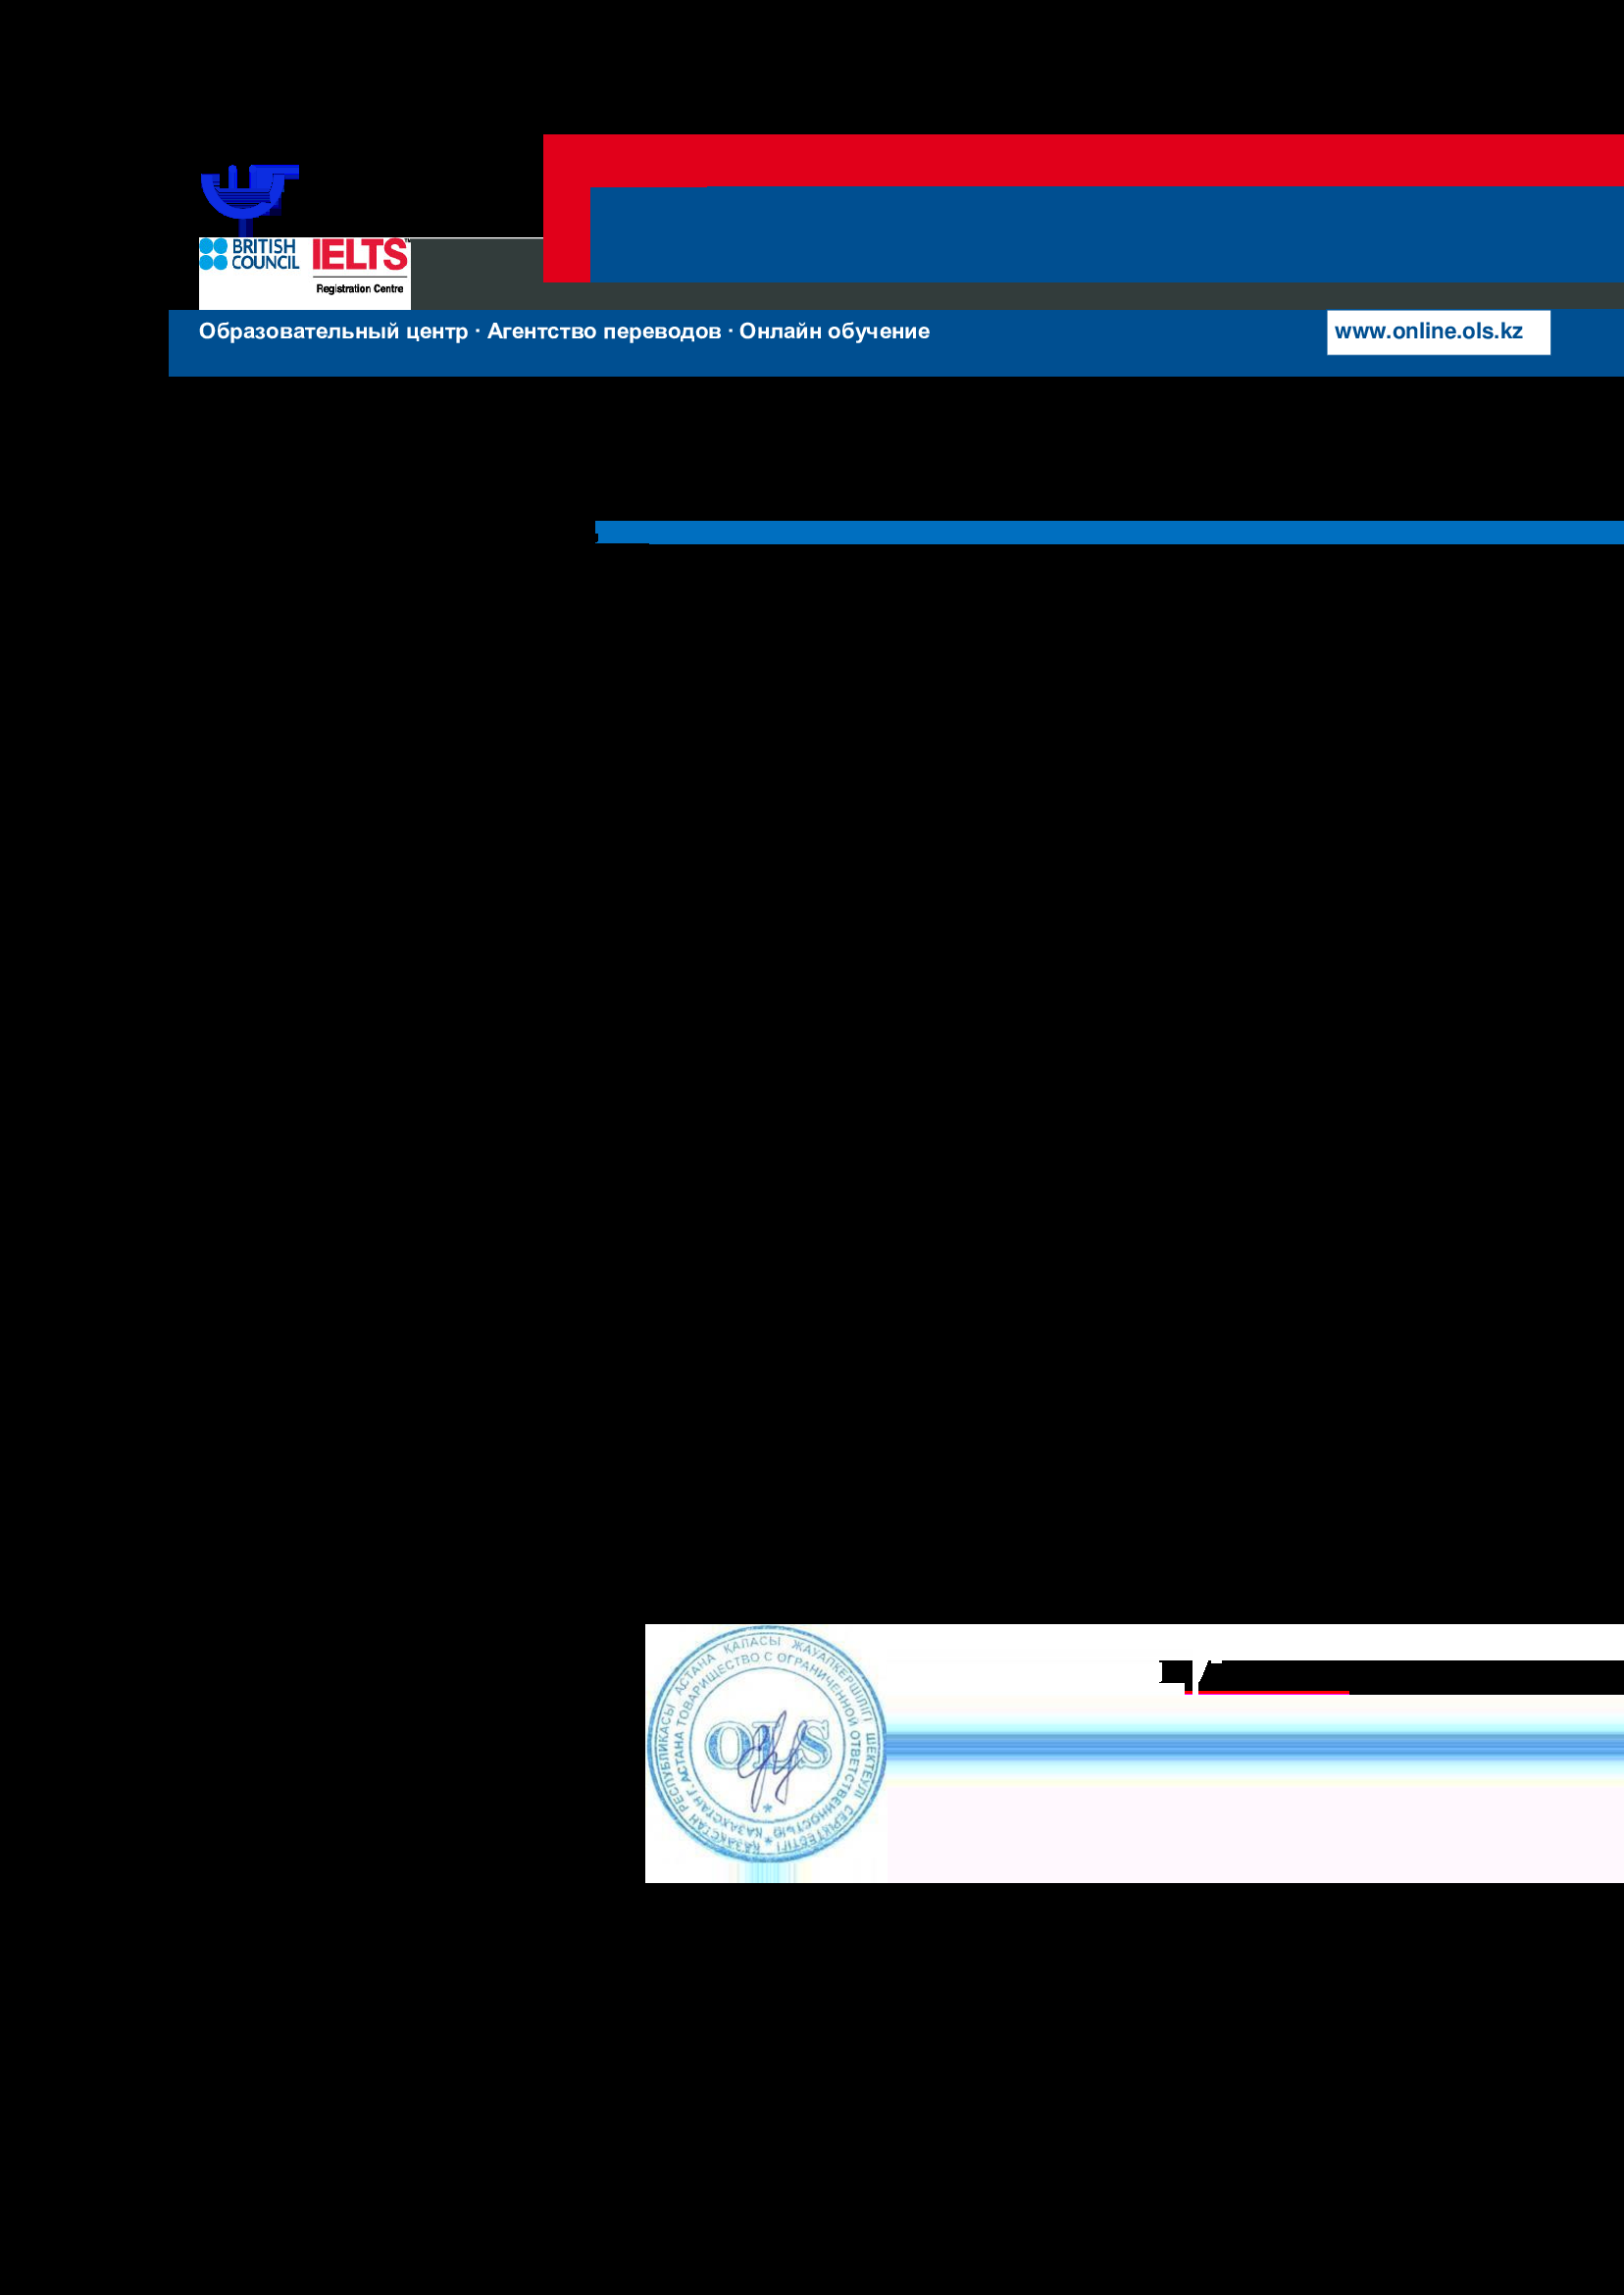 BRITISH
COUNCIL
IELTS
Registration Centre
Образовательный центр · Агентство переводов · Онлайн обучение
www.online.ols.kz
ҚАЗАҚСТАН РЕСПУБЛИКАСЫ АСТАНА ҚАЛАСЫ ЖАУАПКЕРШІЛІГІ ШЕКТЕУЛІ СЕРІКТЕСТІГІ
КАЗАХСТАН Г. АСТАНА ТОВАРИЩЕСТВО С ОГРАНИЧЕННОЙ ОТВЕТСТВЕННОСТЬЮ
OLS